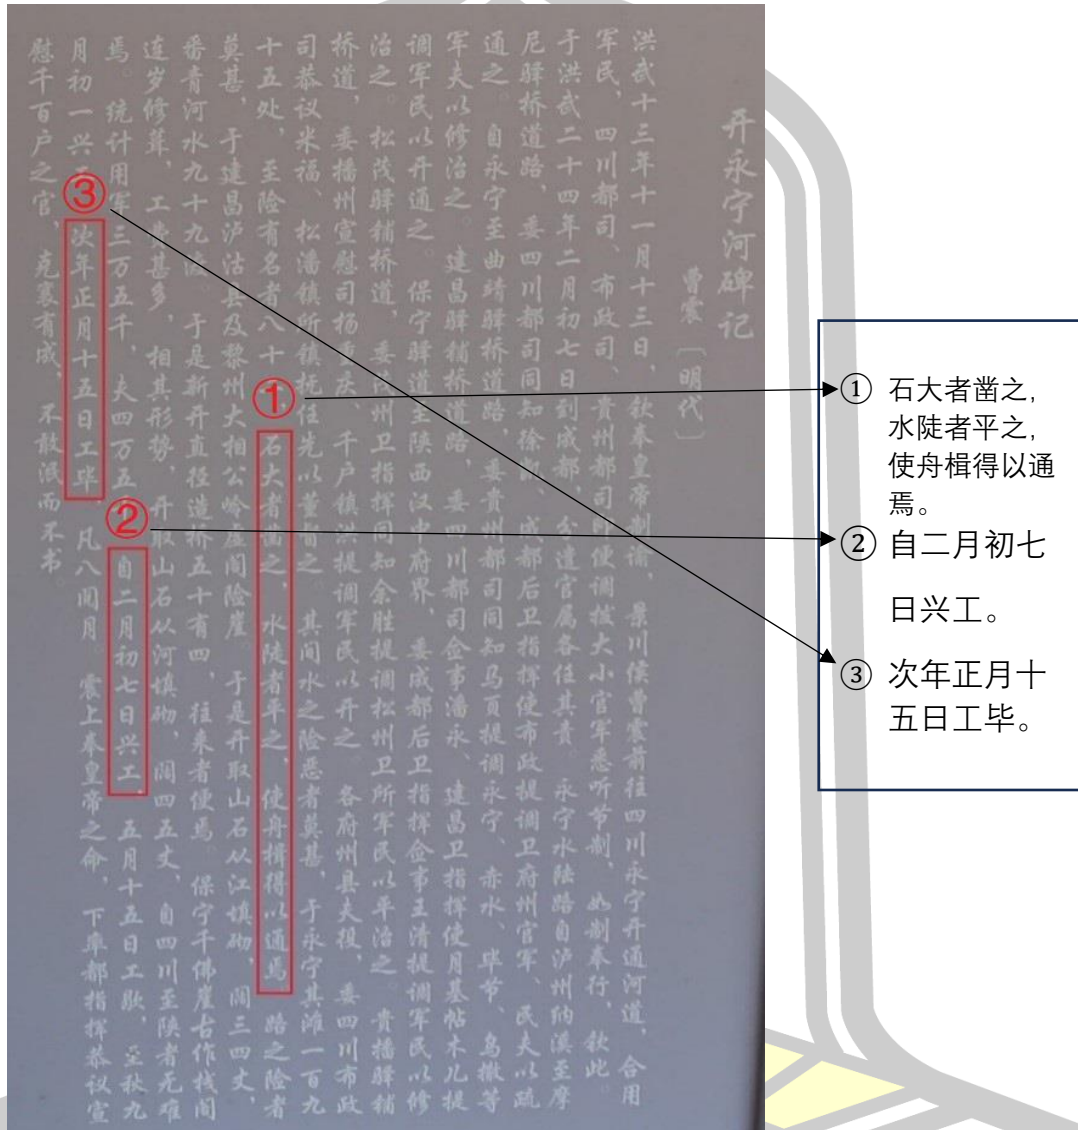 开永宁河碑记
曹震 〔明代〕
洪武十三年十一月十三日，钦奉皇帝制谕，景川侯曹震前往四川永宁开通河道，合用
军民，四川都司、布政司、贵州都司即便调拨大小官军悉听节制，如制奉行，钦此。
于洪武二十四年二月初七日到成都，分遣官属各任其责。永宁水陆路自泸州纳溪至摩
尼驿桥道路，委四川都司同知徐、成都后卫指挥使布政提调卫府州官军、民夫以疏
通之。自永宁至曲靖驿桥道路，委贵州都司同知马页提调永宁、赤水、毕节、乌撒等
军夫以修治之。建昌驿铺桥道路，委四川都司佥事潘永、建昌卫指挥使月基帖木儿提
调军民以开通之。保宁驿道至陕西汉中府界，委成都后卫指挥佥事王清提调军民以修
治之。松茂驿铺桥道，委茂州卫指挥同知余胜提调松州卫所军民以平治之。贵播驿铺
桥道，委播州宣慰司杨庆、千户镇洪提调军民以开之。各府州县夫役，委四川布政
司恭议米福、松潘镇所镇抚任先以董督之。其间水之险恶者莫甚，于永宁其滩一百九
十五处，至险有名者八十，石大者凿之，水陡者平之，使舟楫得以通焉。路之险者
莫甚，于建昌泸沽县及黎州大相公岭崖间险崖。于是开取山石从江填砌，阔三四丈，
番青河水九十九渡。于是新开直径造桥五十有四，往来者便焉。保宁千佛崖古作栈阁
连岁修葺，工费甚多，相其形势，开取山石从河填砌，阔四五丈，自四川至陕者无难
焉。统计用军三万五千，夫四万五，②自二月初七日兴工，五月十五日工歇，至秋九
月初一兴，③次年正月十五日工毕，凡八阅月。震上奉皇帝之命，下率都指挥恭议宣
慰千百户之官，克襄有成，不敢泯而不书。
①
① 石大者凿之，
水陡者平之，
使舟楫得以通
焉。
② 自二月初七
日兴工。
③ 次年正月十
五日工毕。